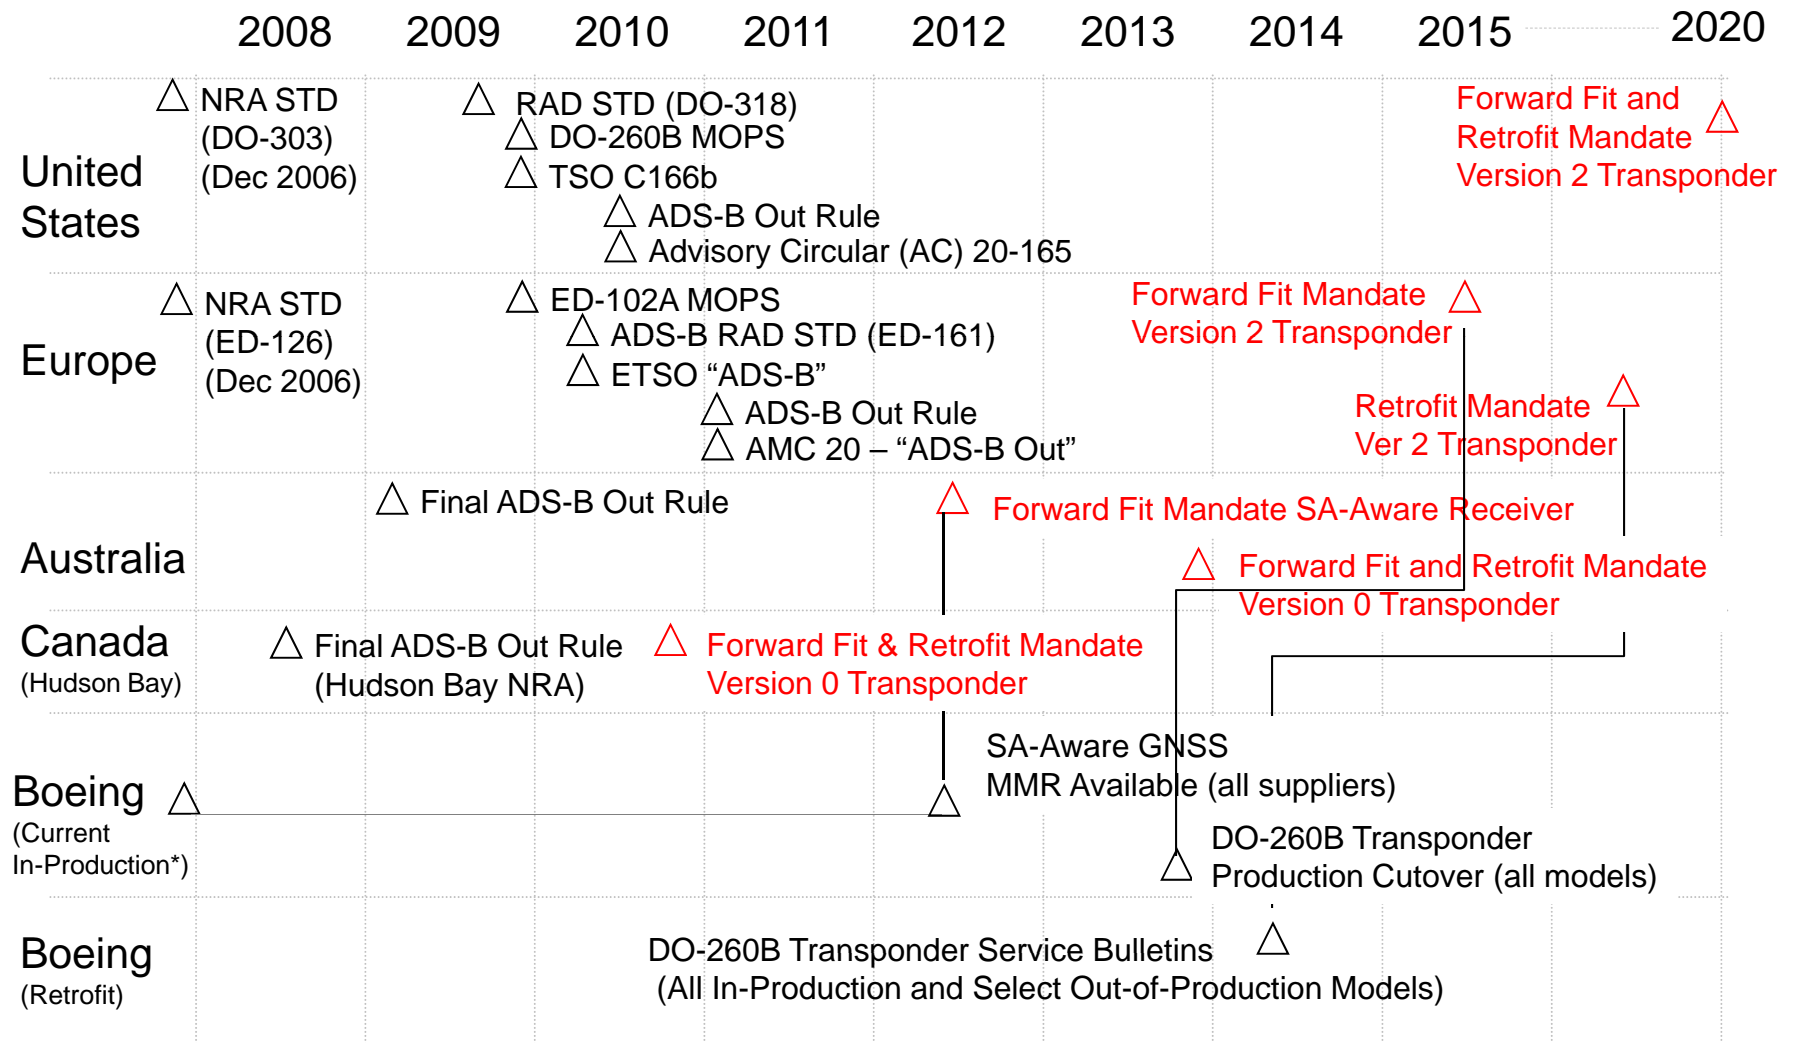 2008 2009 2010 2011 2012 2013 2014 2015 2020
United
States
NRA STD
(DO-303)
(Dec 2006)
RAD STD (DO-318)
DO-260B MOPS
TSO C166b
ADS-B Out Rule
Advisory Circular (AC) 20-165
Forward Fit and
Retrofit Mandate
Version 2 Transponder
Europe
NRA STD
(ED-126)
(Dec 2006)
ED-102A MOPS
ADS-B RAD STD (ED-161)
ETSO “ADS-B”
ADS-B Out Rule
AMC 20 – “ADS-B Out”
Forward Fit Mandate
Version 2 Transponder
Retrofit Mandate
Ver 2 Transponder
Australia
Final ADS-B Out Rule
Forward Fit Mandate SA-Aware Receiver
Forward Fit and Retrofit Mandate
Version 0 Transponder
Canada
(Hudson Bay)
Final ADS-B Out Rule
(Hudson Bay NRA)
Forward Fit & Retrofit Mandate
Version 0 Transponder
Boeing
(Current
In-Production*)
SA-Aware GNSS
MMR Available (all suppliers)
DO-260B Transponder
Production Cutover (all models)
Boeing
(Retrofit)
DO-260B Transponder Service Bulletins
(All In-Production and Select Out-of-Production Models)